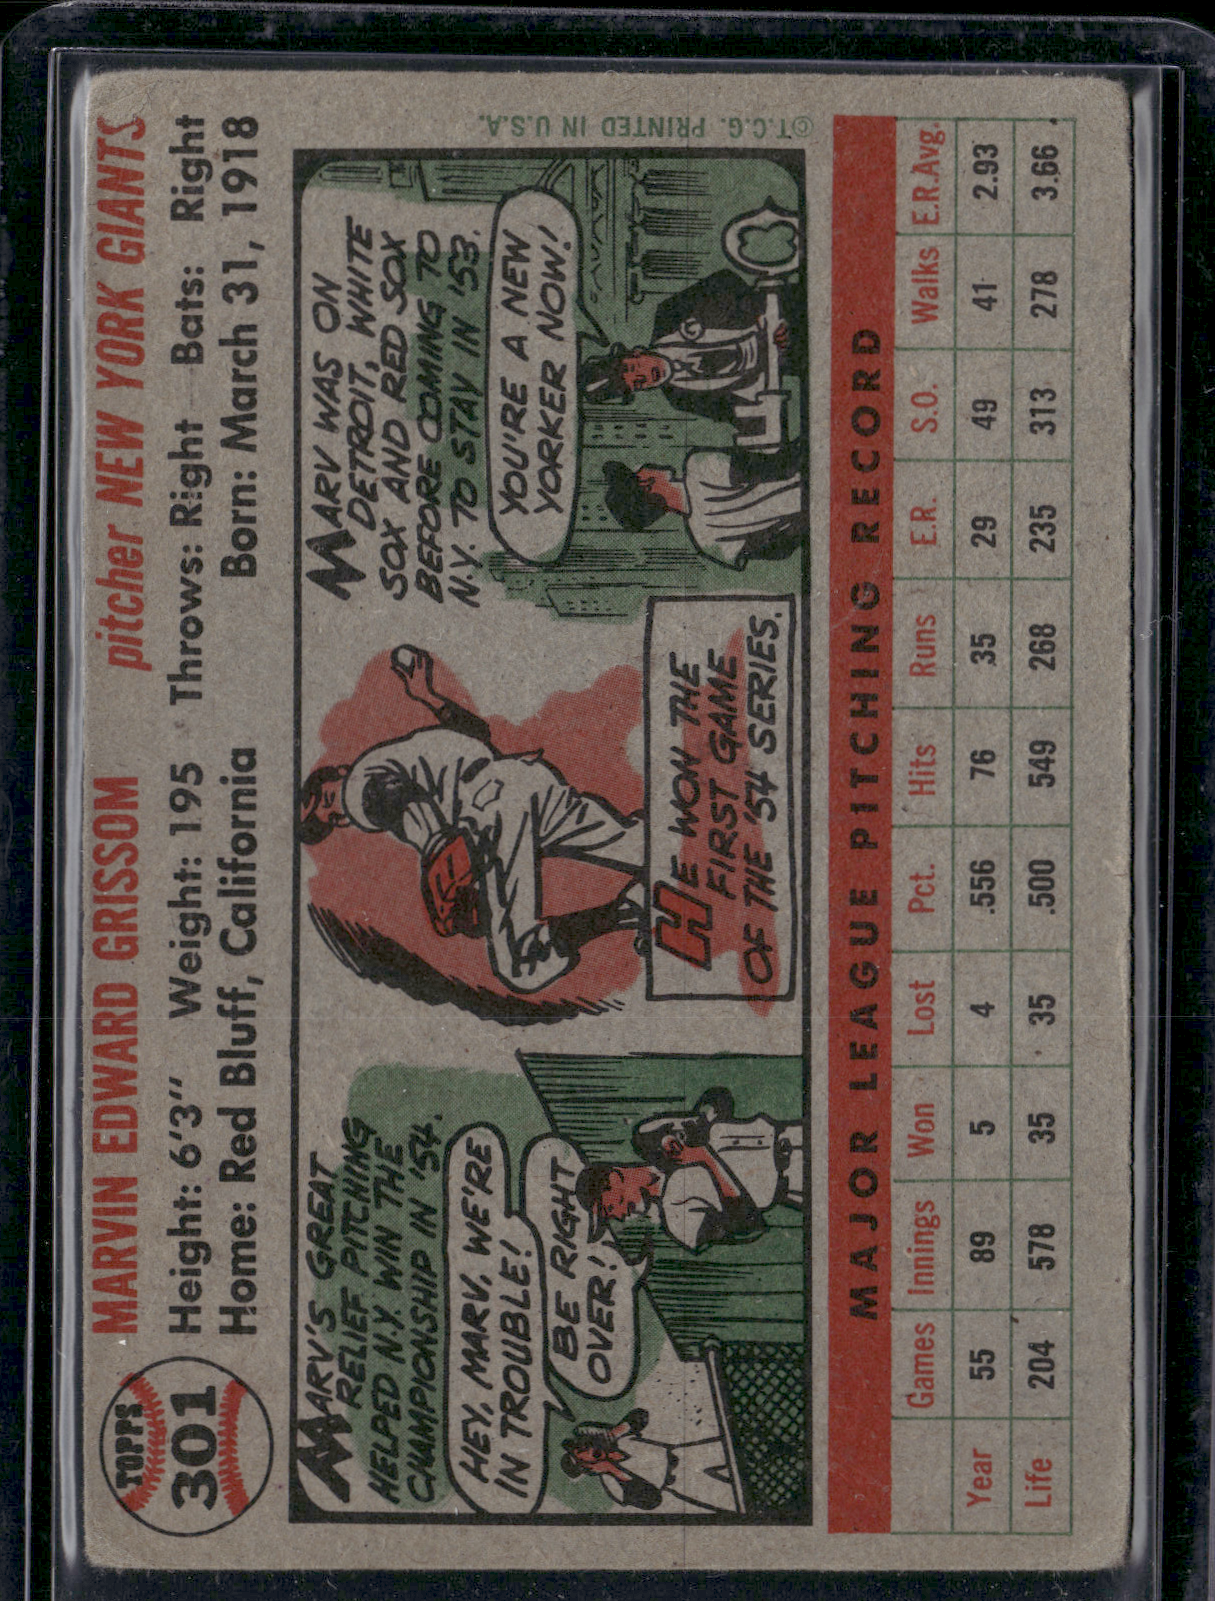 TOPPS
301
MARVIN EDWARD GRISSOM pitcher NEW YORK GIANTS
Height: 6'3" Weight: 195 Throws: Right Bats: Right
Home: Red Bluff, California Born: March 31, 1918
MARV'S GREAT
RELIEF PITCHING
HELPED N.Y. WIN THE
CHAMPIONSHIP IN '54.
HEY, MARV, WE'RE
IN TROUBLE!
BE RIGHT
OVER!
HE WON THE
FIRST GAME
OF THE '54 SERIES.
MARV WAS ON
DETROIT, WHITE
SOX AND RED SOX
BEFORE COMING TO
N.Y. TO STAY IN '53.
YOU'RE A NEW
YORKER NOW!
©T.C.G. PRINTED IN U.S.A.
MAJOR LEAGUE PITCHING RECORD
Games Innings Won Lost Pct. Hits Runs E.R. S.O. Walks E.R.Avg.
Year 55 89 5 4 .556 76 35 29 49 41 2.93
Life 204 578 35 35 .500 549 268 235 313 278 3.66